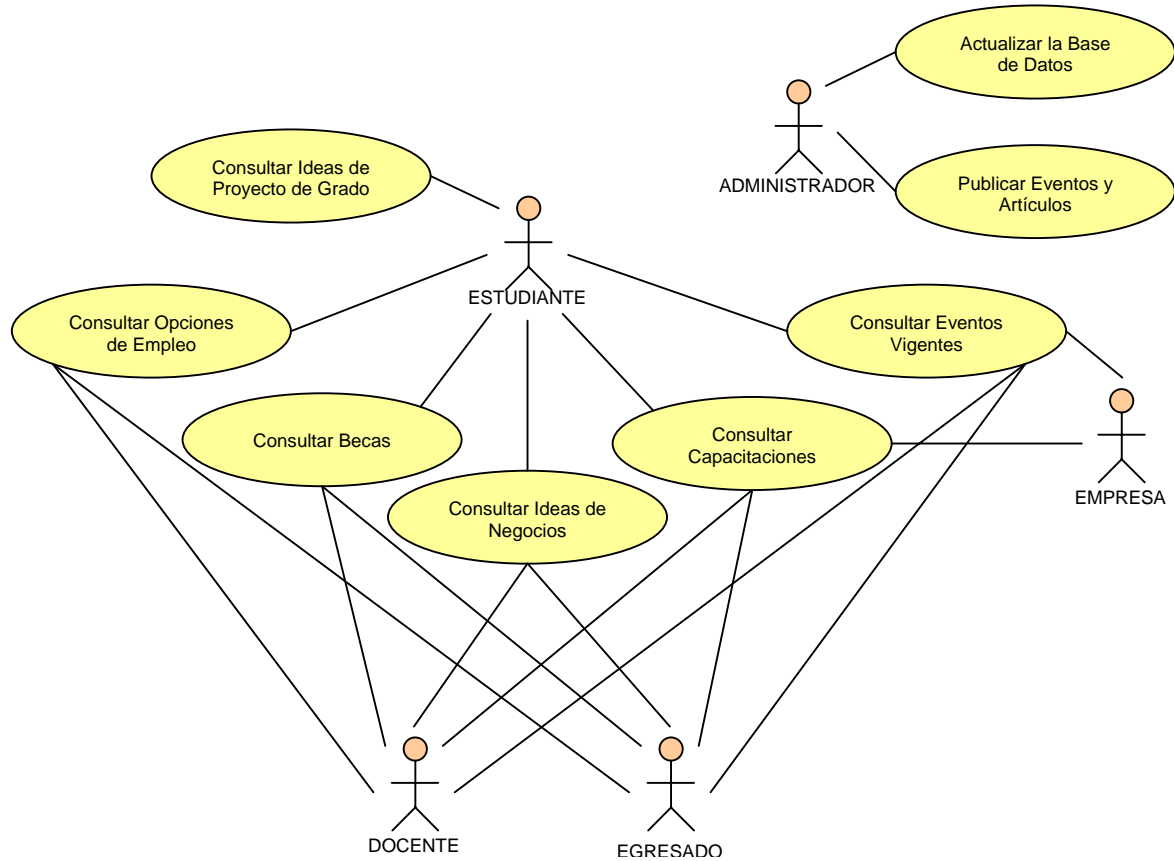 Actualizar la Base
de Datos
ADMINISTRADOR
Publicar Eventos y
Artículos
Consultar Ideas de
Proyecto de Grado
ESTUDIANTE
Consultar Opciones
de Empleo
Consultar Eventos
Vigentes
Consultar Becas
Consultar
Capacitaciones
EMPRESA
Consultar Ideas de
Negocios
DOCENTE
EGRESADO